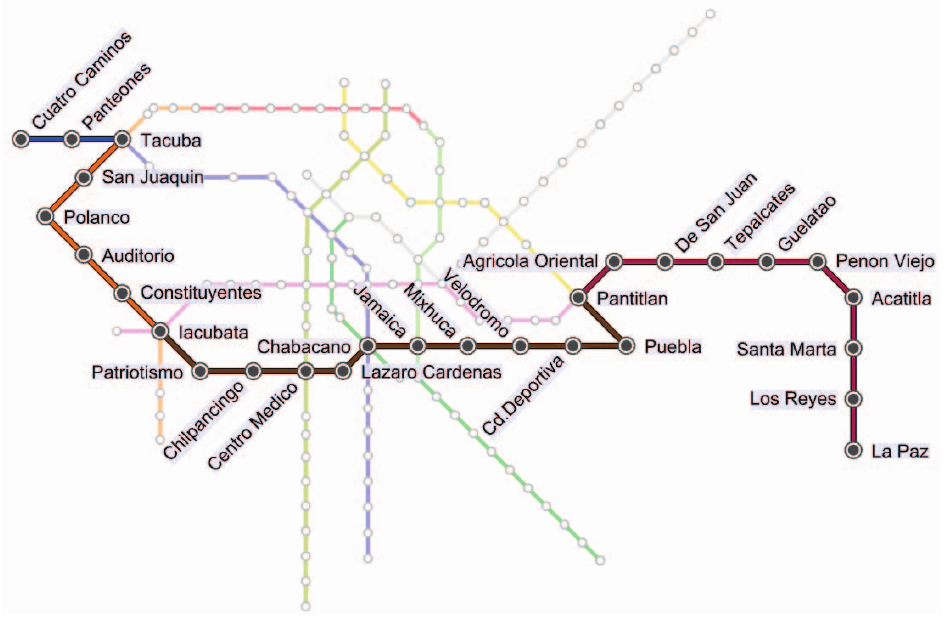 Cuatro Caminos
Panteones
Tacuba
San Juaquin
Polanco
Auditorio
Constituyentes
Iacubata
Patriotismo
Chilpancingo
Centro Medico
Lazaro Cardenas
Chabacano
Jamaica
Mixhuca
Velodromo
Cd.Deportiva
Puebla
Pantitlan
Agricola Oriental
De San Juan
Tepalcates
Guelatao
Penon Viejo
Acatitla
Santa Marta
Los Reyes
La Paz